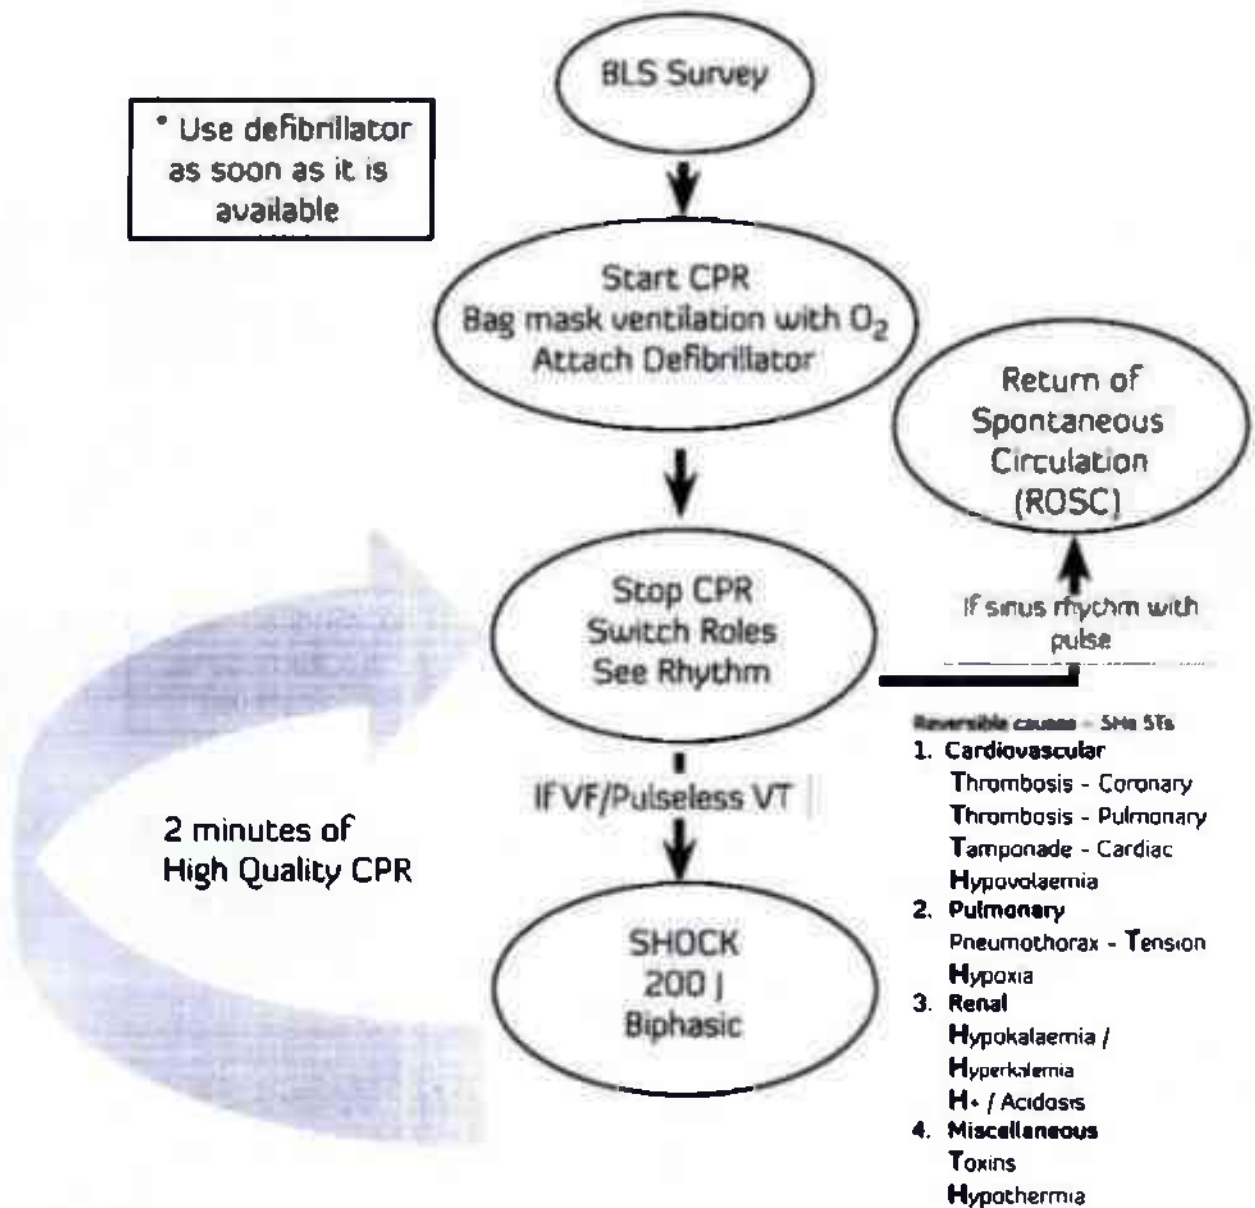 BLS Survey
* Use defibrillator
as soon as it is
available
Start CPR
Bag mask ventilation with O₂
Attach Defibrillator
Return of
Spontaneous
Circulation
(ROSC)
Stop CPR
Switch Roles
See Rhythm
If sinus rhythm with
pulse
If VF/Pulseless VT
2 minutes of
High Quality CPR
SHOCK
200 J
Biphasic
Reversible causes - 5Hs 5Ts
1. Cardiovascular
Thrombosis - Coronary
Thrombosis - Pulmonary
Tamponade - Cardiac
Hypovolaemia
2. Pulmonary
Pneumothorax - Tension
Hypoxia
3. Renal
Hypokalaemia /
Hyperkalemia
H+ / Acidosis
4. Miscellaneous
Toxins
Hypothermia